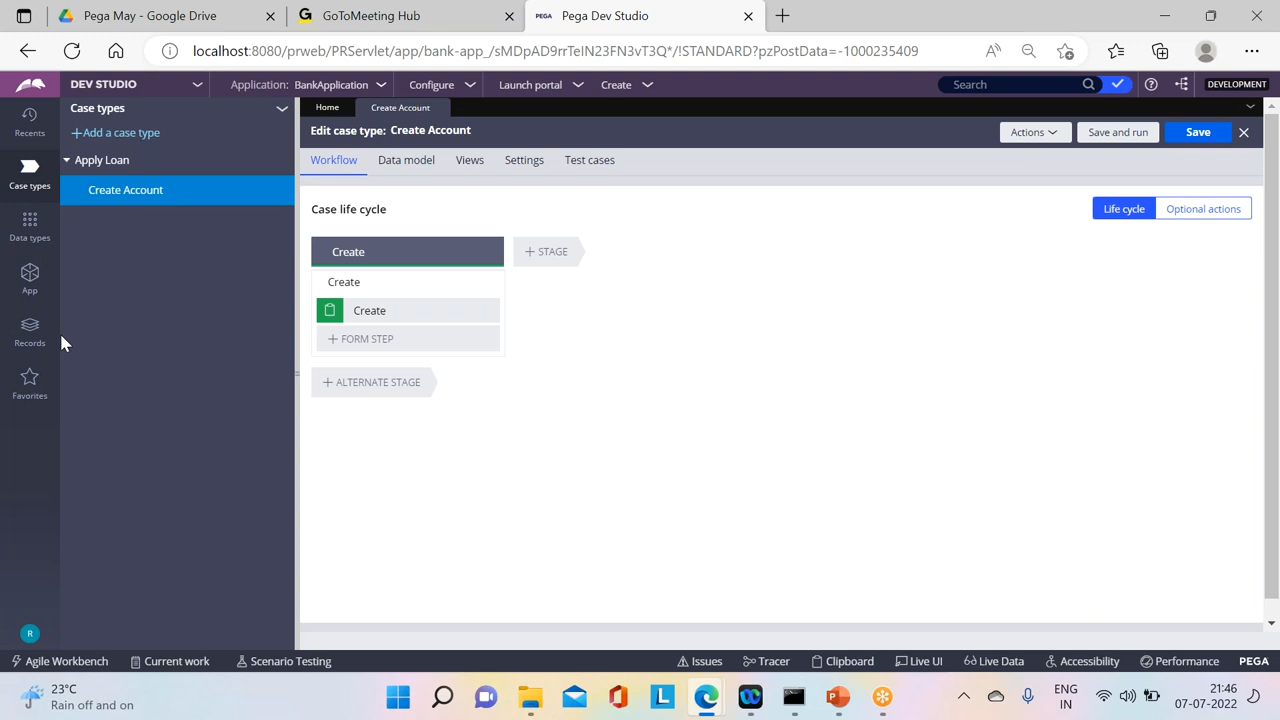 Pega May - Google Drive
GoToMeeting Hub
PEGA Pega Dev Studio
localhost:8080/prweb/PRServlet/app/bank-app_/sMDpAD9rrTeIN23FN3vT3Q*/!STANDARD?pzPostData=-1000235409
DEV STUDIO
Application: BankApplication
Configure
Launch portal
Create
Search
DEVELOPMENT
Recents
Case types
Data types
App
Records
Favorites
R
Case types
Add a case type
Apply Loan
Create Account
Home
Create Account
Edit case type: Create Account
Actions
Save and run
Save
Workflow
Data model
Views
Settings
Test cases
Case life cycle
Life cycle
Optional actions
Create
+ STAGE
Create
Create
+ FORM STEP
+ ALTERNATE STAGE
Agile Workbench
Current work
Scenario Testing
Issues
Tracer
Clipboard
Live UI
Live Data
Accessibility
Performance
PEGA
23°C
Rain off and on
ENG
IN
21:46
07-07-2022